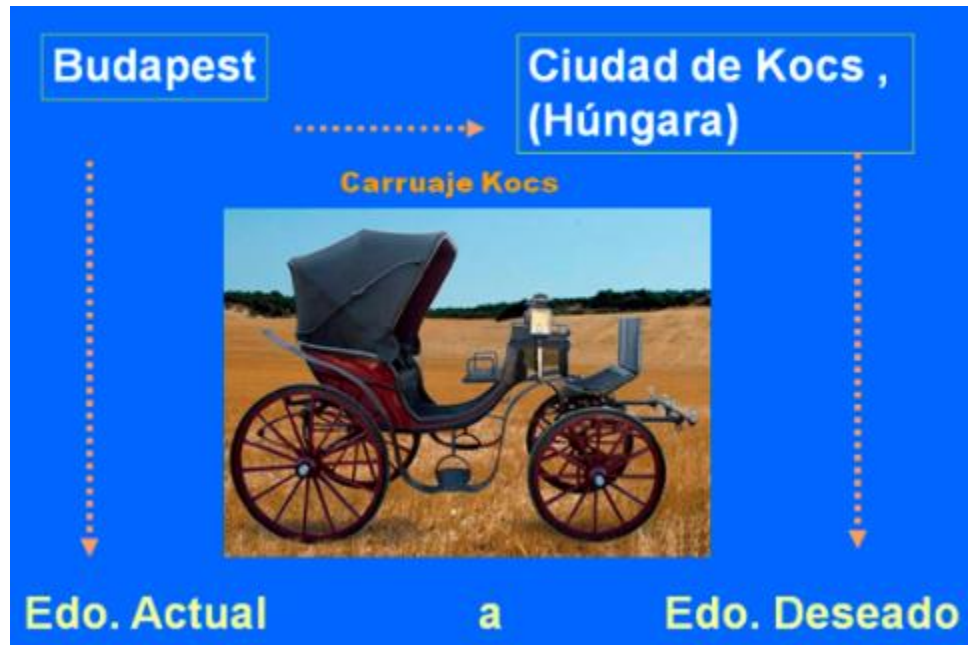 Budapest
Ciudad de Kocs ,
(Húngara)
Carruaje Kocs
Edo. Actual a Edo. Deseado